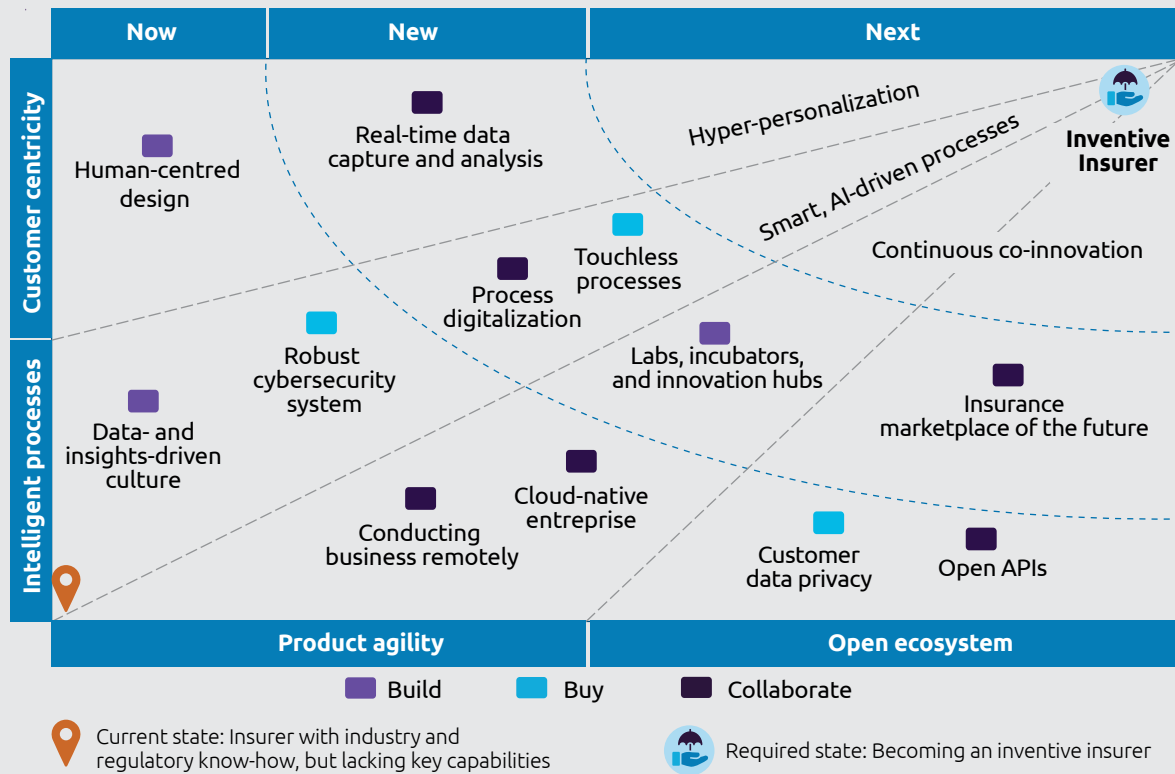 Now
New
Next
Customer centricity
Intelligent processes
Human-centred
design
Real-time data
capture and analysis
Hyper-personalization
Smart, AI-driven processes
Inventive
Insurer
Continuous co-innovation
Touchless
processes
Process
digitalization
Robust
cybersecurity
system
Labs, incubators,
and innovation hubs
Insurance
marketplace of the future
Data- and
insights-driven
culture
Cloud-native
entreprise
Conducting
business remotely
Customer
data privacy
Open APIs
Product agility
Open ecosystem
Build
Buy
Collaborate
Current state: Insurer with industry and
regulatory know-how, but lacking key capabilities
Required state: Becoming an inventive insurer